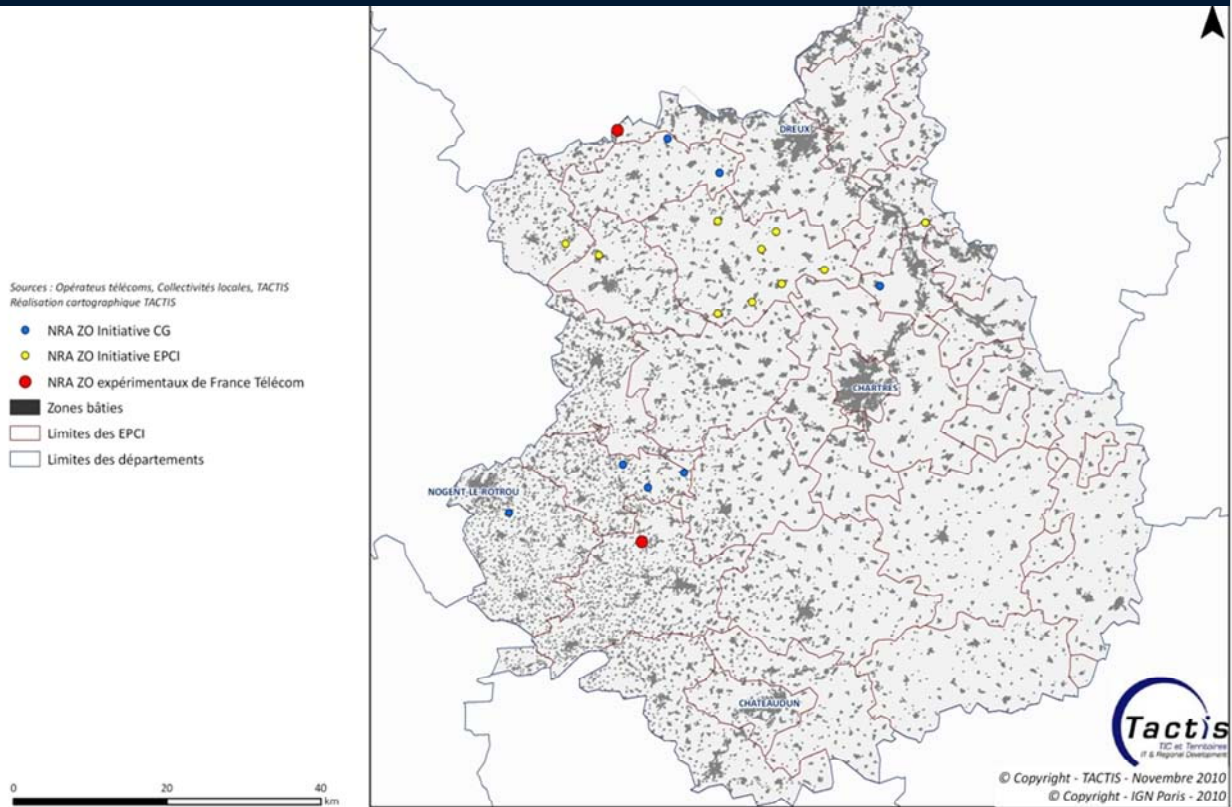 DREUX
CHARTRES
NOGENT-LE-ROTROU
CHATEAUDUN
Sources : Opérateus télécoms, Collectivités locales, TACTIS
Réalisation cartographique TACTIS
NRA ZO Initiative CG
NRA ZO Initiative EPCI
NRA ZO expérimentaux de France Télécom
Zones bâties
Limites des EPCI
Limites des départements
0 20 40
km
Tactis
TIC et Territoires
IT & Regional Development
© Copyright - TACTIS - Novembre 2010
© Copyright - IGN Paris - 2010